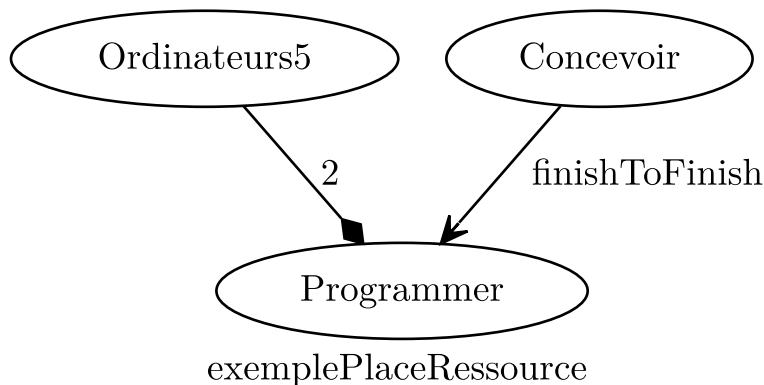 Ordinateurs5
Concevoir
2
finishToFinish
Programmer
exemplePlaceRessource